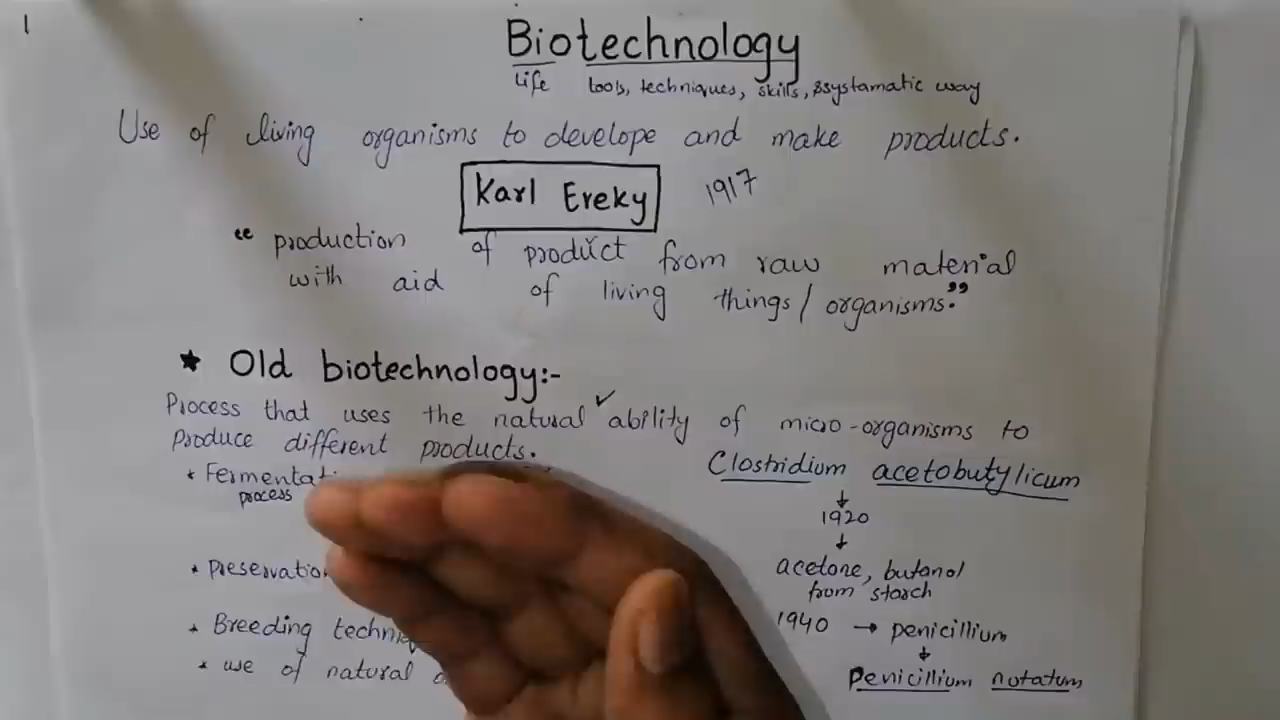 1
Biotechnology
Life tools, techniques, skills, systamatic way
Use of living organisms to develope and make products.
Karl Ereky 1917
“ production of product from raw material
with aid of living things / organisms.”
★ Old biotechnology:-
Process that uses the natural ✓ ability of micro-organisms to
produce different products.
* Fermentati
process
* Preservation
* Breeding techniq
* use of natural
Clostridium acetobutylicum
↓
1920
↓
acetone, butanol
from starch
1940 → penicillium
↓
Penicillium notatum